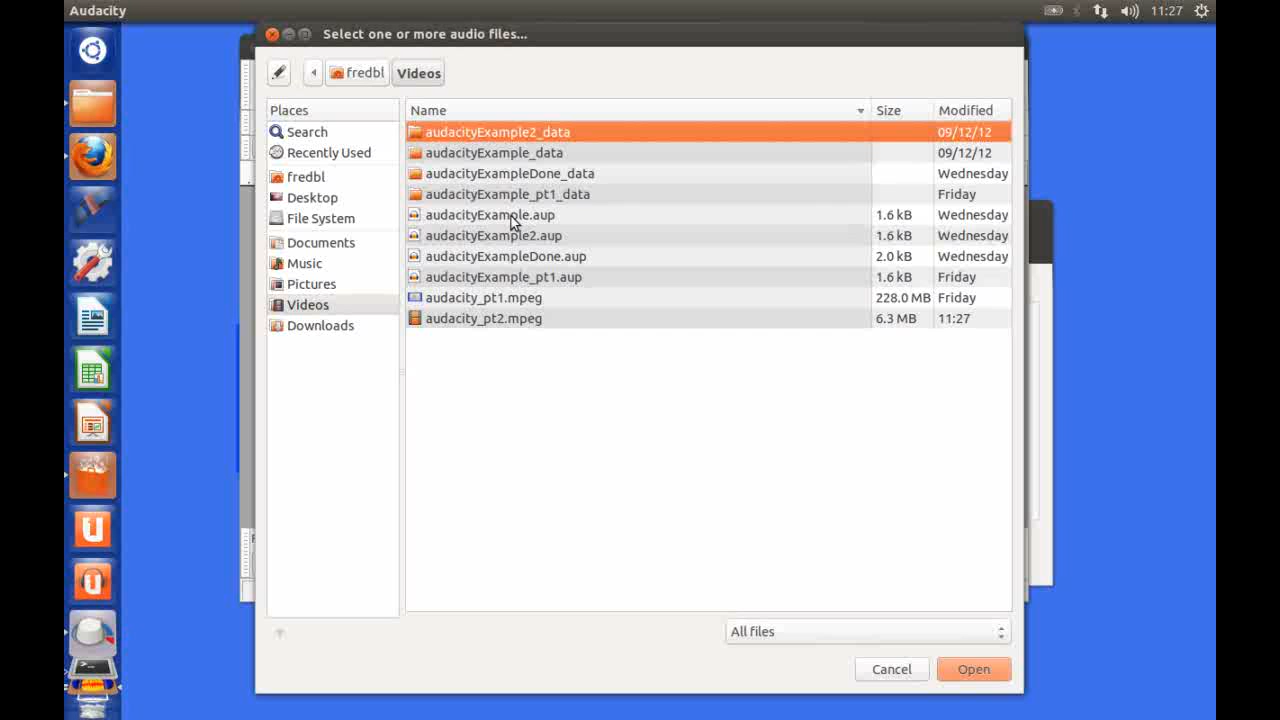 Audacity 11:27
Select one or more audio files...
fredbl Videos
Places Name Size Modified
Search audacityExample2_data 09/12/12
Recently Used audacityExample_data 09/12/12
fredbl audacityExampleDone_data Wednesday
Desktop audacityExample_pt1_data Friday
File System audacityExample.aup 1.6 kB Wednesday
Documents audacityExample2.aup 1.6 kB Wednesday
Music audacityExampleDone.aup 2.0 kB Wednesday
Pictures audacityExample_pt1.aup 1.6 kB Friday
Videos audacity_pt1.mpeg 228.0 MB Friday
Downloads audacity_pt2.mpeg 6.3 MB 11:27
All files
Cancel Open